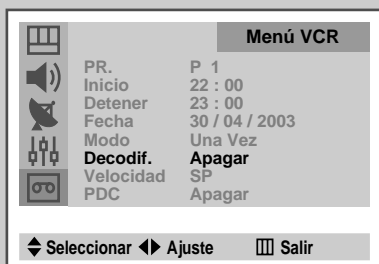 Menú VCR
PR. P 1
Inicio 22 : 00
Detener 23 : 00
Fecha 30 / 04 / 2003
Modo Una Vez
Decodif. Apagar
Velocidad SP
PDC Apagar
Seleccionar Ajuste Salir